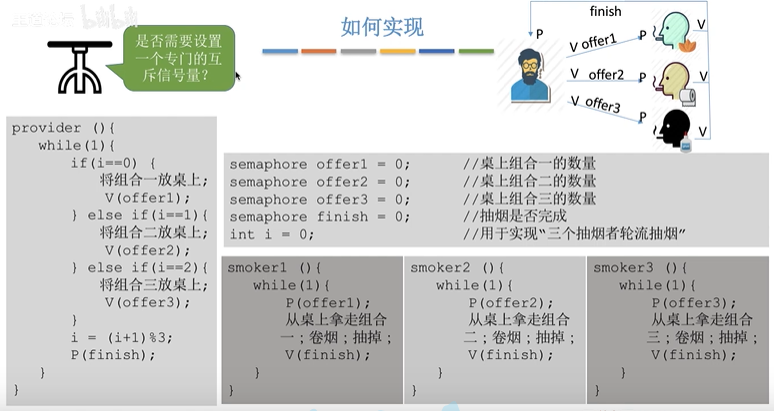 bilibili
如何实现
是否需要设置
一个专门的互
斥信号量？
finish
P
V offer1
P
V
V offer2
P
V
V offer3
P
V
provider (){
while(1){
if(i==0) {
将组合一放桌上;
V(offer1);
} else if(i==1){
将组合二放桌上;
V(offer2);
} else if(i==2){
将组合三放桌上;
V(offer3);
}
i = (i+1)%3;
P(finish);
}
}
semaphore offer1 = 0; //桌上组合一的数量
semaphore offer2 = 0; //桌上组合二的数量
semaphore offer3 = 0; //桌上组合三的数量
semaphore finish = 0; //抽烟是否完成
int i = 0; //用于实现“三个抽烟者轮流抽烟”
smoker1 (){
while(1){
P(offer1);
从桌上拿走组合
一；卷烟；抽掉；
V(finish);
}
}
smoker2 (){
while(1){
P(offer2);
从桌上拿走组合
二；卷烟；抽掉；
V(finish);
}
}
smoker3 (){
while(1){
P(offer3);
从桌上拿走组合
三；卷烟；抽掉；
V(finish);
}
}